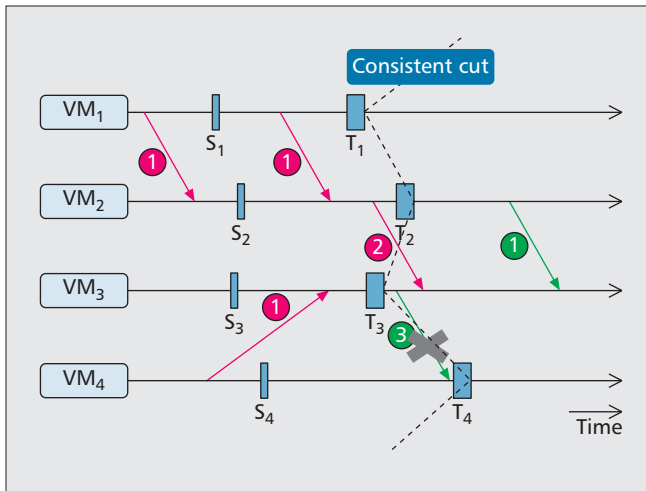 Consistent cut
VM₁
S₁
T₁
1
1
VM₂
S₂
T₂
2
1
VM₃
S₃
1
T₃
3
VM₄
S₄
T₄
Time